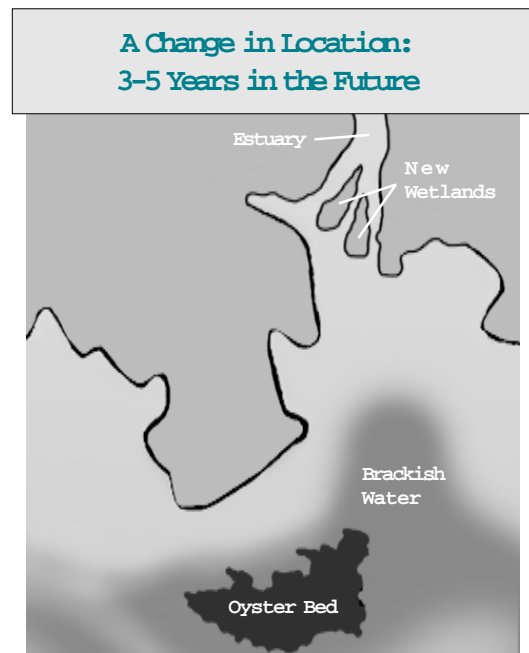 A Change in Location:
3-5 Years in the Future
Estuary
New
Wetlands
Brackish
Water
Oyster Bed